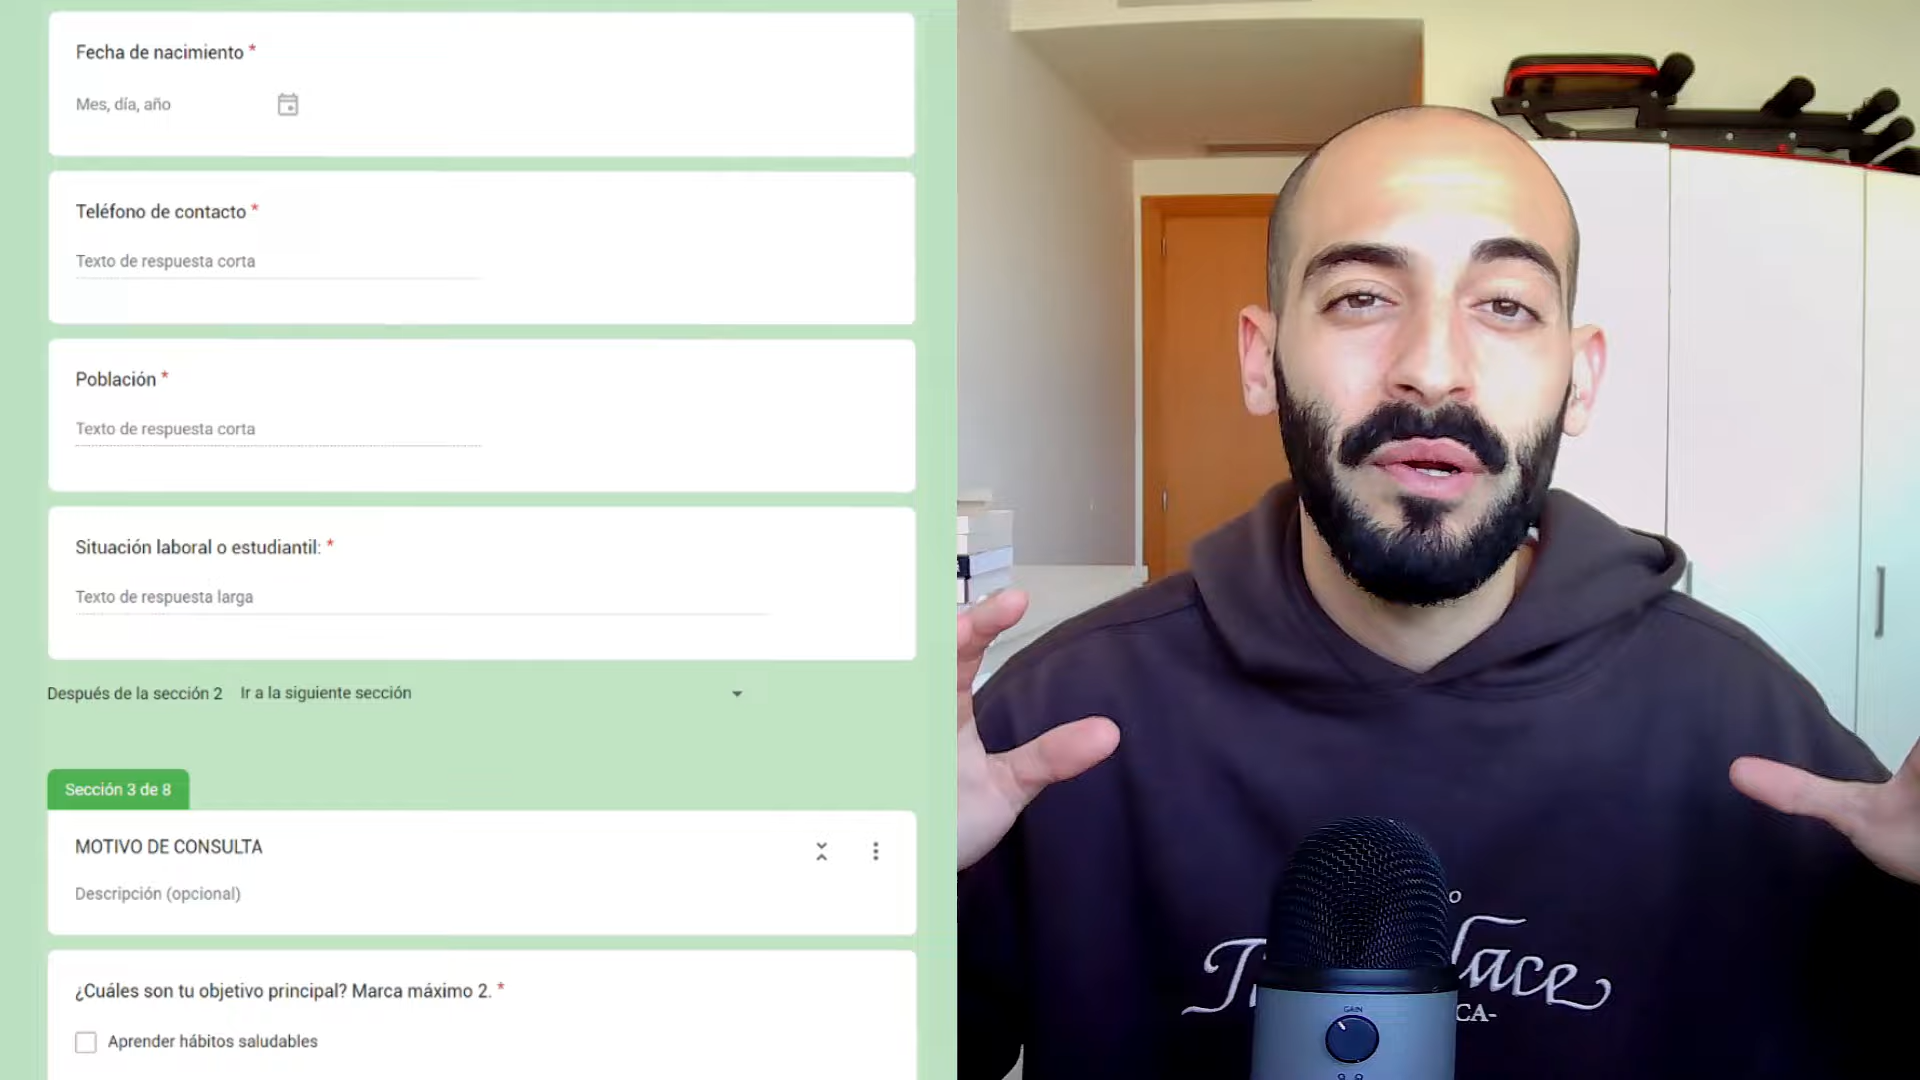 Fecha de nacimiento *
Mes, día, año
Teléfono de contacto *
Texto de respuesta corta
Población *
Texto de respuesta corta
Situación laboral o estudiantil: *
Texto de respuesta larga
Después de la sección 2 Ir a la siguiente sección
Sección 3 de 8
MOTIVO DE CONSULTA
Descripción (opcional)
¿Cuáles son tu objetivo principal? Marca máximo 2. *
Aprender hábitos saludables
GAIN